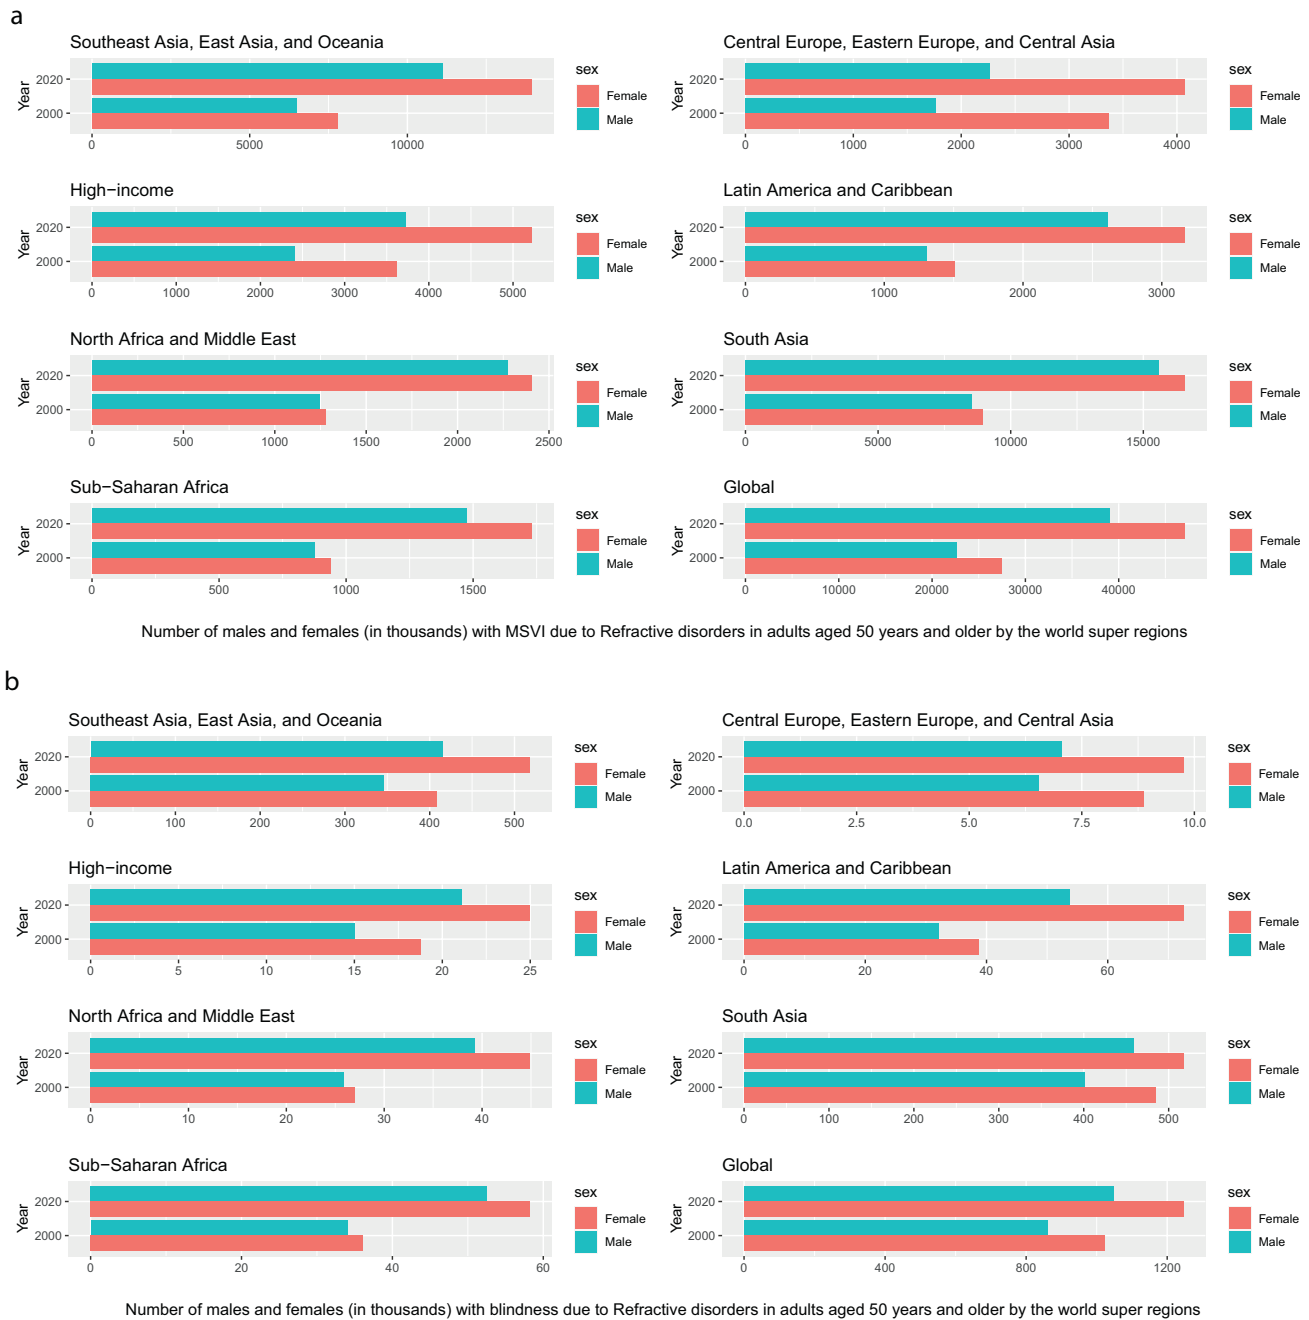 a
Southeast Asia, East Asia, and Oceania
Year
2020
2000
0 5000 10000
sex
Female
Male
Central Europe, Eastern Europe, and Central Asia
Year
2020
2000
0 1000 2000 3000 4000
sex
Female
Male
High−income
Year
2020
2000
0 1000 2000 3000 4000 5000
sex
Female
Male
Latin America and Caribbean
Year
2020
2000
0 1000 2000 3000
sex
Female
Male
North Africa and Middle East
Year
2020
2000
0 500 1000 1500 2000 2500
sex
Female
Male
South Asia
Year
2020
2000
0 5000 10000 15000
sex
Female
Male
Sub−Saharan Africa
Year
2020
2000
0 500 1000 1500
sex
Female
Male
Global
Year
2020
2000
0 10000 20000 30000 40000
sex
Female
Male
Number of males and females (in thousands) with MSVI due to Refractive disorders in adults aged 50 years and older by the world super regions
b
Southeast Asia, East Asia, and Oceania
Year
2020
2000
0 100 200 300 400 500
sex
Female
Male
Central Europe, Eastern Europe, and Central Asia
Year
2020
2000
0.0 2.5 5.0 7.5 10.0
sex
Female
Male
High−income
Year
2020
2000
0 5 10 15 20 25
sex
Female
Male
Latin America and Caribbean
Year
2020
2000
0 20 40 60
sex
Female
Male
North Africa and Middle East
Year
2020
2000
0 10 20 30 40
sex
Female
Male
South Asia
Year
2020
2000
0 100 200 300 400 500
sex
Female
Male
Sub−Saharan Africa
Year
2020
2000
0 20 40 60
sex
Female
Male
Global
Year
2020
2000
0 400 800 1200
sex
Female
Male
Number of males and females (in thousands) with blindness due to Refractive disorders in adults aged 50 years and older by the world super regions